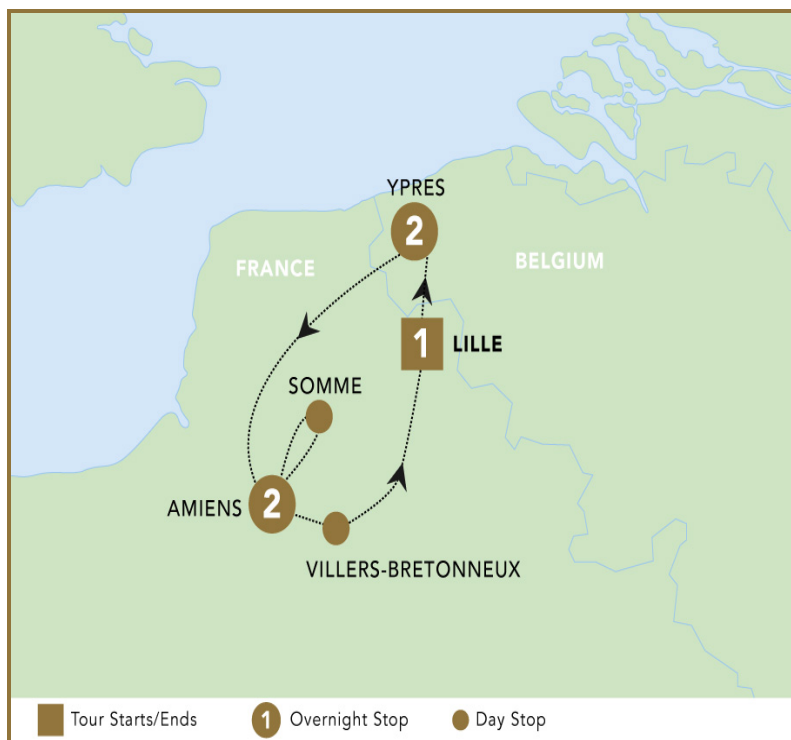 YPRES
2
FRANCE
BELGIUM
1 LILLE
SOMME
AMIENS 2
VILLERS-BRETONNEUX
Tour Starts/Ends 1 Overnight Stop Day Stop